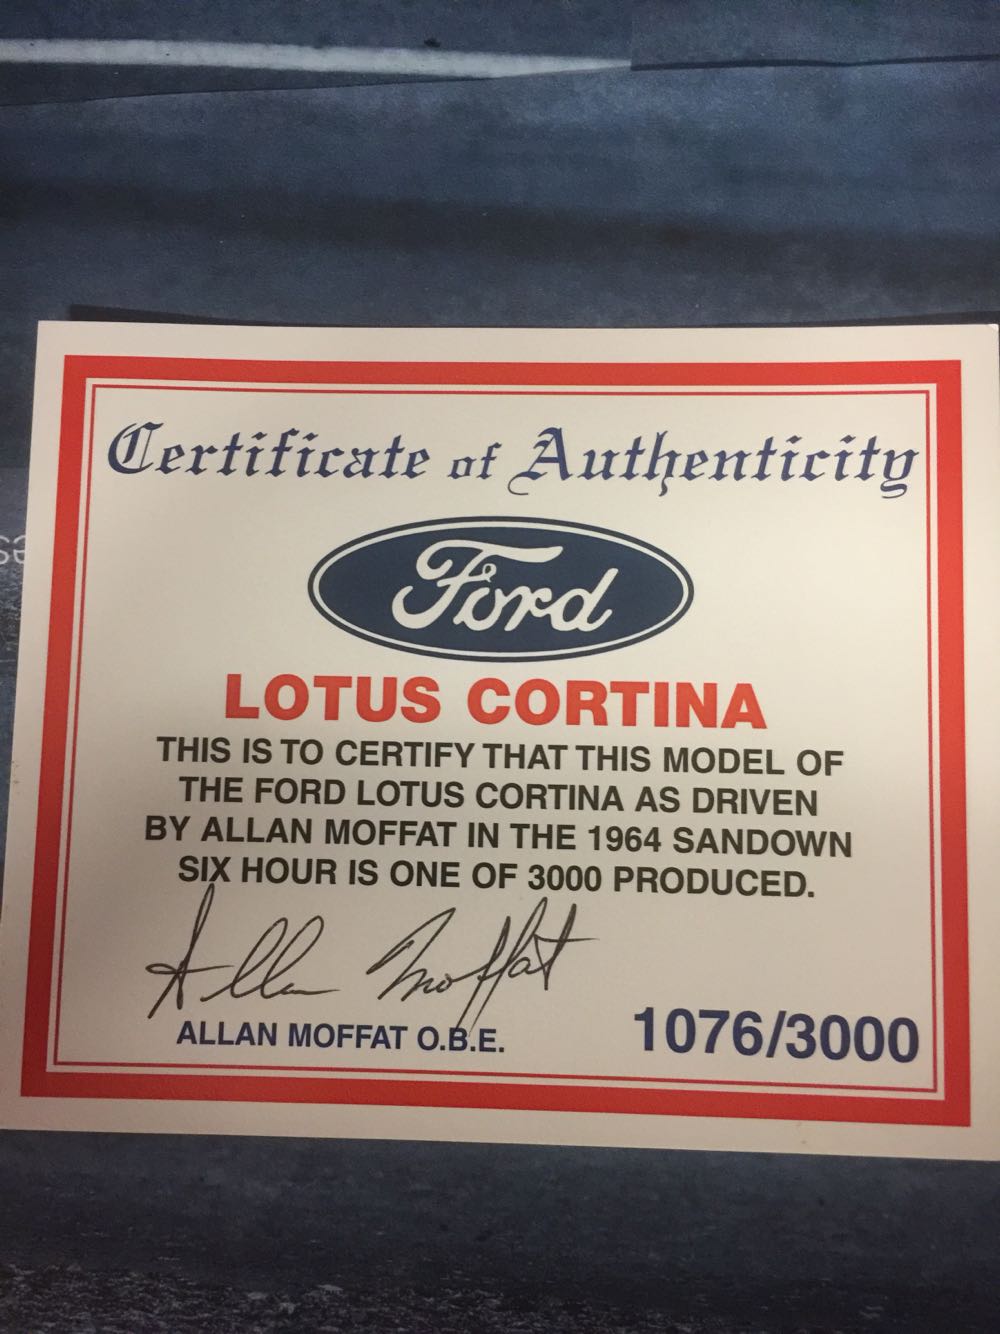 Certificate of Authenticity
Ford
LOTUS CORTINA
THIS IS TO CERTIFY THAT THIS MODEL OF
THE FORD LOTUS CORTINA AS DRIVEN
BY ALLAN MOFFAT IN THE 1964 SANDOWN
SIX HOUR IS ONE OF 3000 PRODUCED.
Allan Moffat
ALLAN MOFFAT O.B.E.
1076/3000